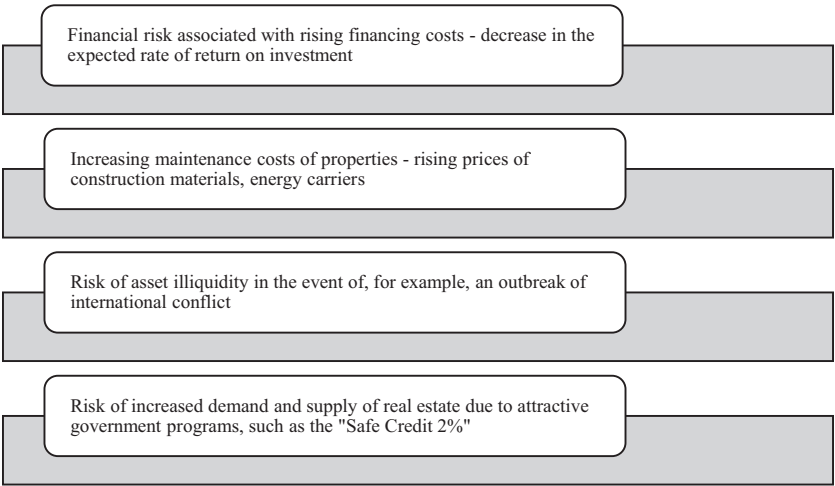 Financial risk associated with rising financing costs - decrease in the
expected rate of return on investment
Increasing maintenance costs of properties - rising prices of
construction materials, energy carriers
Risk of asset illiquidity in the event of, for example, an outbreak of
international conflict
Risk of increased demand and supply of real estate due to attractive
government programs, such as the "Safe Credit 2%"